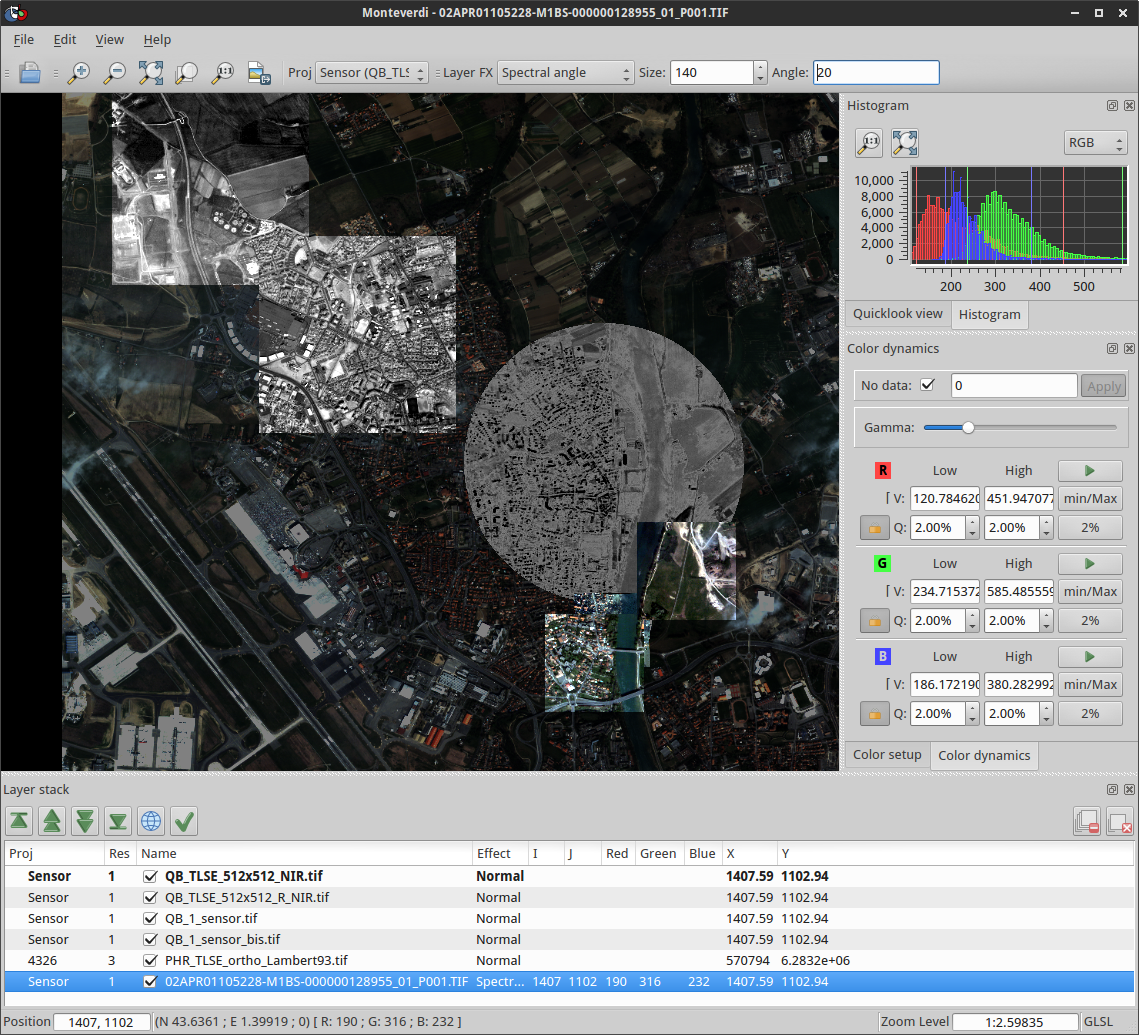 Monteverdi - 02APR01105228-M1BS-000000128955_01_P001.TIF
File Edit View Help
Proj Sensor (QB_TLS Layer FX Spectral angle Size: 140 Angle: 20
Histogram
1:1 RGB
10,000
8,000
6,000
4,000
2,000
0
200 300 400 500
Quicklook view Histogram
Color dynamics
No data: 0 Apply
Gamma:
R Low High
V: 120.784620 451.947077 min/Max
Q: 2.00% 2.00% 2%
G Low High
V: 234.715372 585.485559 min/Max
Q: 2.00% 2.00% 2%
B Low High
V: 186.172190 380.282992 min/Max
Q: 2.00% 2.00% 2%
Color setup Color dynamics
Layer stack
Proj Res Name Effect I J Red Green Blue X Y
Sensor 1 QB_TLSE_512x512_NIR.tif Normal 1407.59 1102.94
Sensor 1 QB_TLSE_512x512_R_NIR.tif Normal 1407.59 1102.94
Sensor 1 QB_1_sensor.tif Normal 1407.59 1102.94
Sensor 1 QB_1_sensor_bis.tif Normal 1407.59 1102.94
4326 3 PHR_TLSE_ortho_Lambert93.tif Normal 570794 6.2832e+06
Sensor 1 02APR01105228-M1BS-000000128955_01_P001.TIF Spectr... 1407 1102 190 316 232 1407.59 1102.94
Position 1407, 1102 (N 43.6361 ; E 1.39919 ; 0) [ R: 190 ; G: 316 ; B: 232 ] Zoom Level 1:2.59835 GLSL